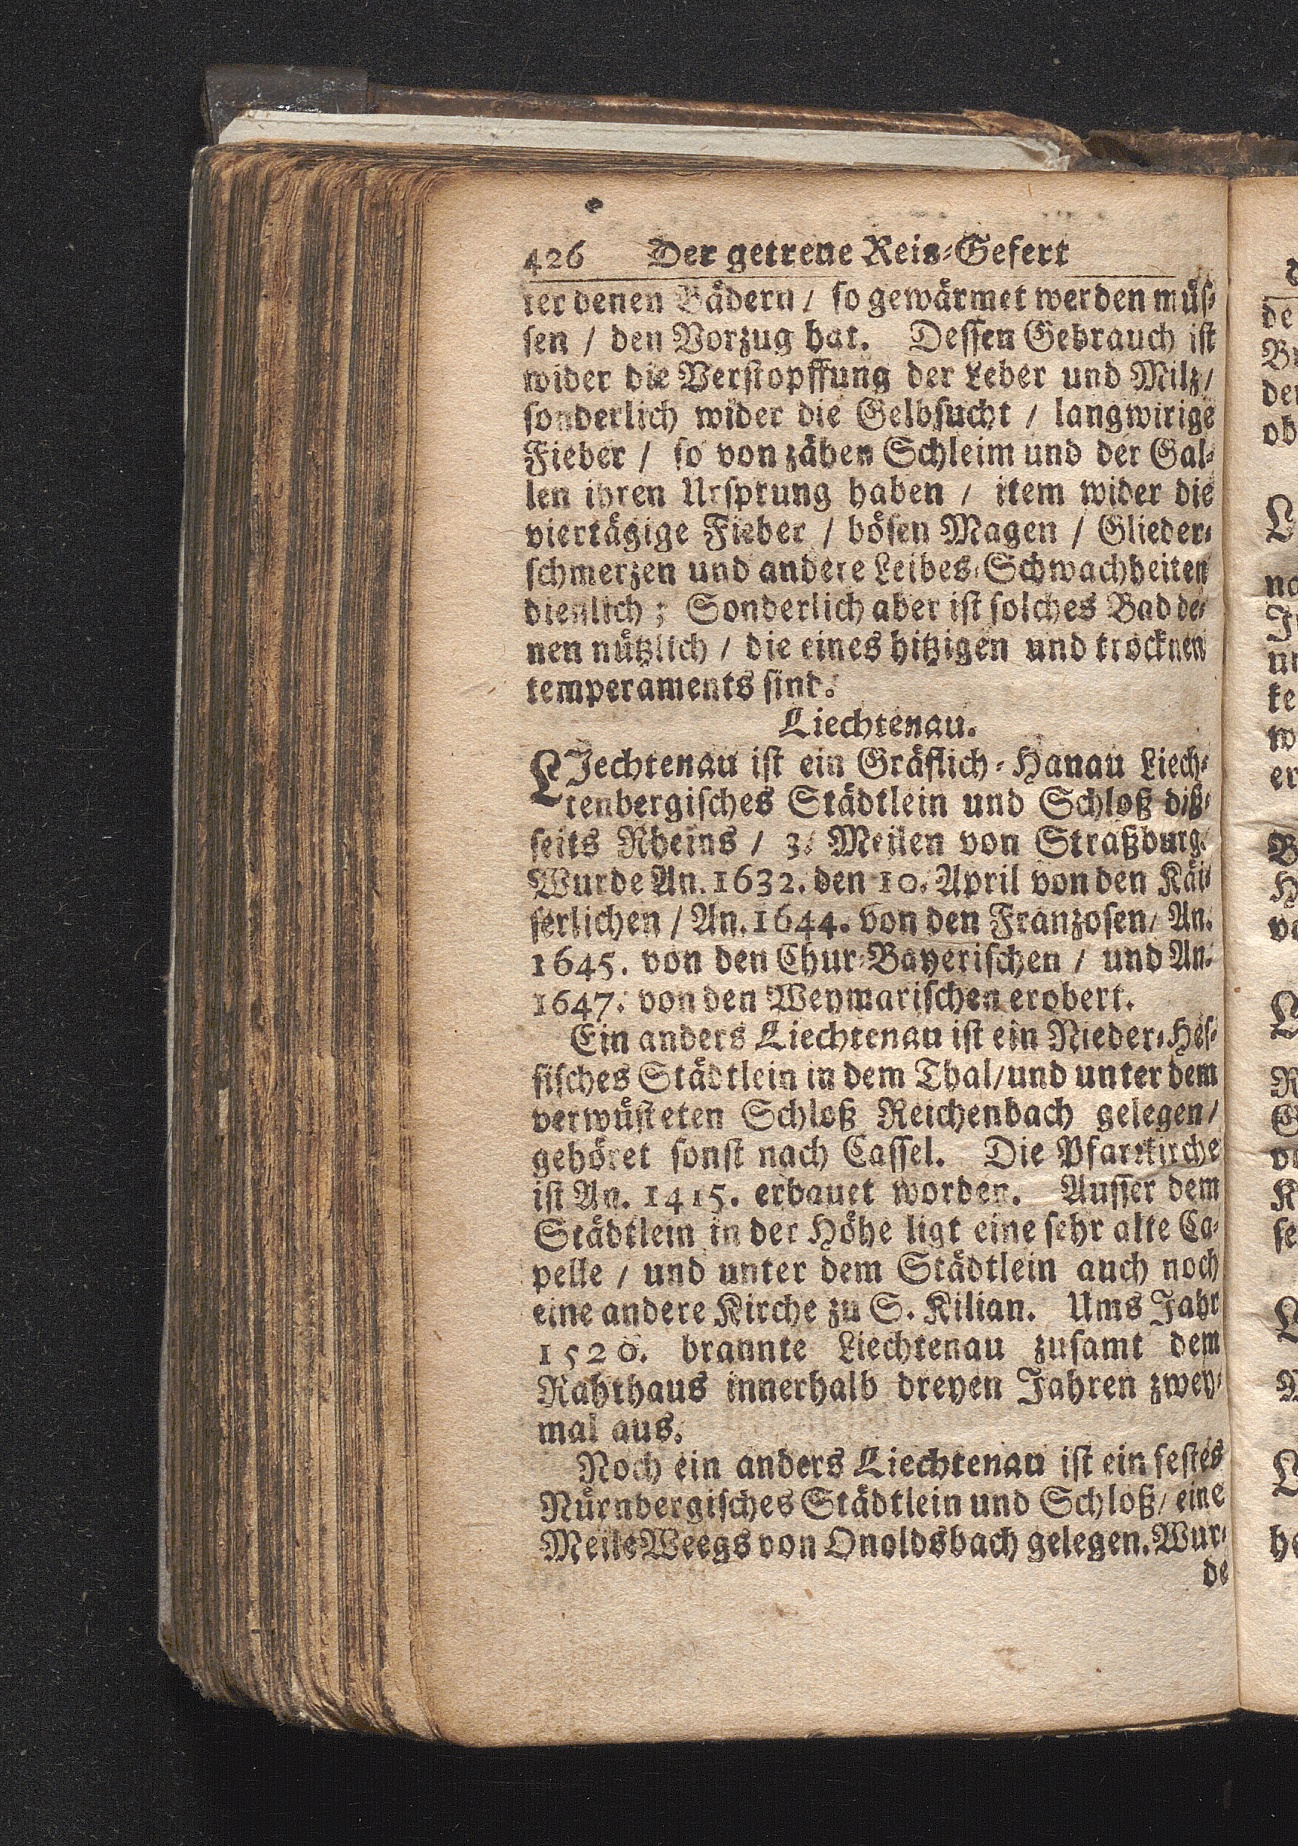 426 Der getreue Reis-Gefert
ter denen Bädern / so gewärmet werden müs-
sen / den Vorzug hat. Dessen Gebrauch ist
wider die Verstopffung der Leber und Milz /
sonderlich wider die Gelbsucht / langwirige
Fieber / so von zähen Schleim und der Gal-
len ihren Ursprung haben / item wider die
viertägige Fieber / bösen Magen / Glieder-
schmerzen und andere Leibes-Schwachheiten
dienlich ; Sonderlich aber ist solches Bad de-
nen nützlich / die eines hitzigen und trocknen
temperaments sind.
Liechtenau.
LIechtenau ist ein Gräflich-Hanau Liech-
tenbergisches Städtlein und Schloß diß-
seits Rheins / 3. Meilen von Straßburg.
Wurde An. 1632. den 10. April von den Käi-
serlichen / An. 1644. von den Franzosen / An.
1645. von den Chur-Bayerischen / und An.
1647. von den Weymarischen erobert.
Ein anders Liechtenau ist ein Nieder-Hes-
sisches Städtlein in dem Thal / und unter dem
verwüsteten Schloß Reichenbach gelegen /
gehöret sonst nach Cassel. Die Pfarrkirche
ist An. 1415. erbauet worden. Ausser dem
Städtlein in der Höhe ligt eine sehr alte Ca-
pelle / und unter dem Städtlein auch noch
eine andere Kirche zu S. Kilian. Ums Jahr
1520. brannte Liechtenau zusamt dem
Rahthaus innerhalb dreyen Jahren zwey-
mal aus.
Noch ein anders Liechtenau ist ein festes
Nürnbergisches Städtlein und Schloß / eine
Meile Weegs von Onoldsbach gelegen. Wur-
de